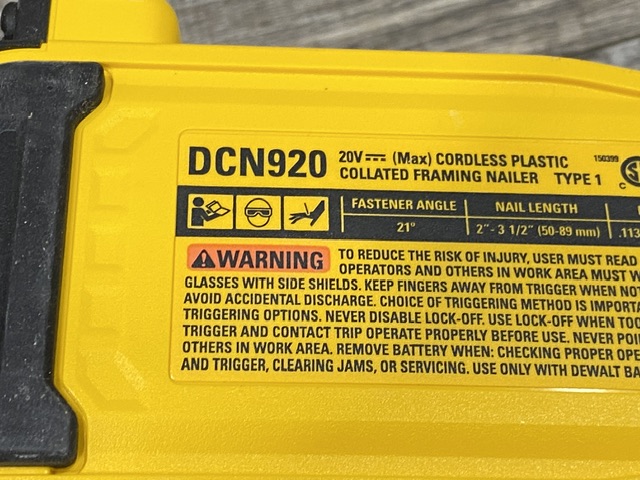 DCN920 20V (Max) CORDLESS PLASTIC
COLLATED FRAMING NAILER TYPE 1
150399
C
FASTENER ANGLE NAIL LENGTH
21° 2"- 3 1/2" (50-89 mm) .113
WARNING TO REDUCE THE RISK OF INJURY, USER MUST READ
OPERATORS AND OTHERS IN WORK AREA MUST
GLASSES WITH SIDE SHIELDS. KEEP FINGERS AWAY FROM TRIGGER WHEN NOT
AVOID ACCIDENTAL DISCHARGE. CHOICE OF TRIGGERING METHOD IS
TRIGGERING OPTIONS. NEVER DISABLE LOCK-OFF. USE LOCK-OFF WHEN
TRIGGER AND CONTACT TRIP OPERATE PROPERLY BEFORE USE. NEVER
OTHERS IN WORK AREA. REMOVE BATTERY WHEN: CHECKING PROPER
AND TRIGGER, CLEARING JAMS, OR SERVICING. USE ONLY WITH DEWALT